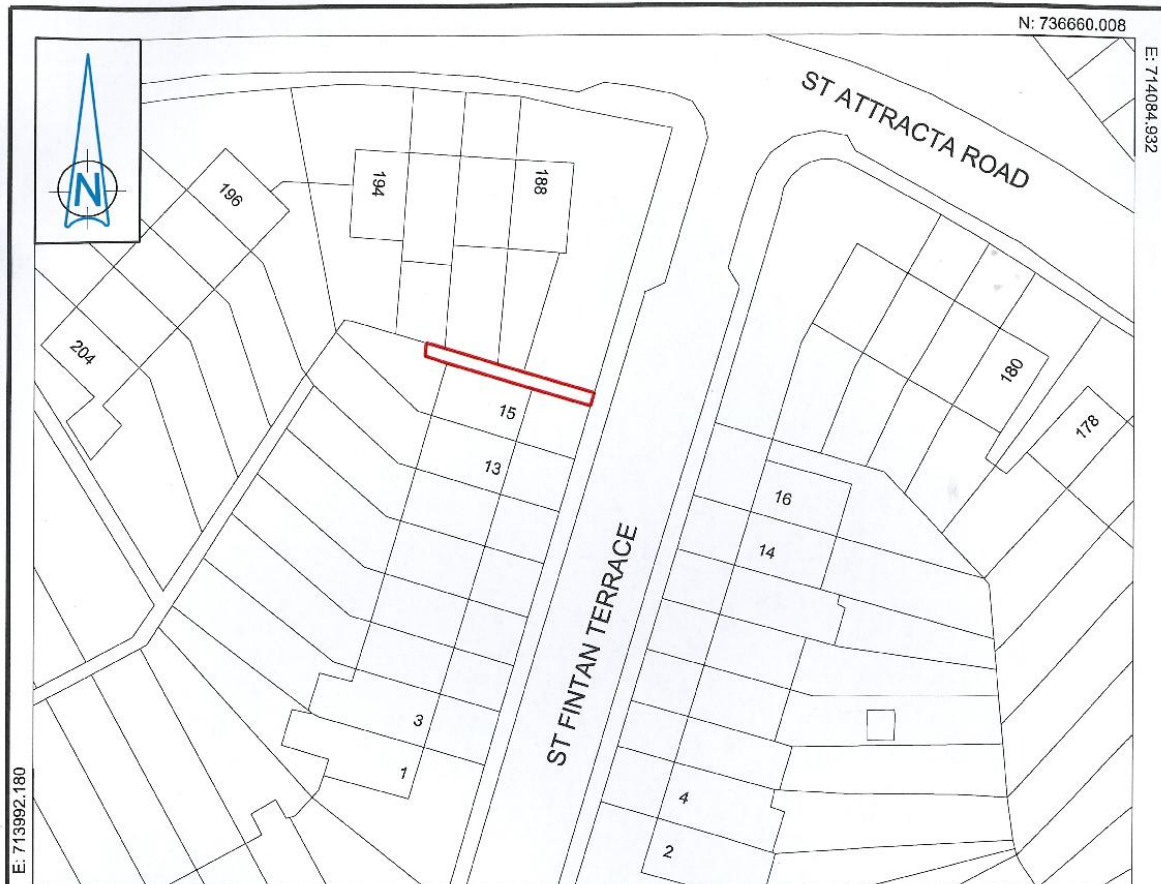 N: 736660.008
E: 714084.932
ST ATTRACTA ROAD
N
194
188
196
204
180
178
15
13
16
14
ST FINTAN TERRACE
3
1
4
2
E: 713992.180